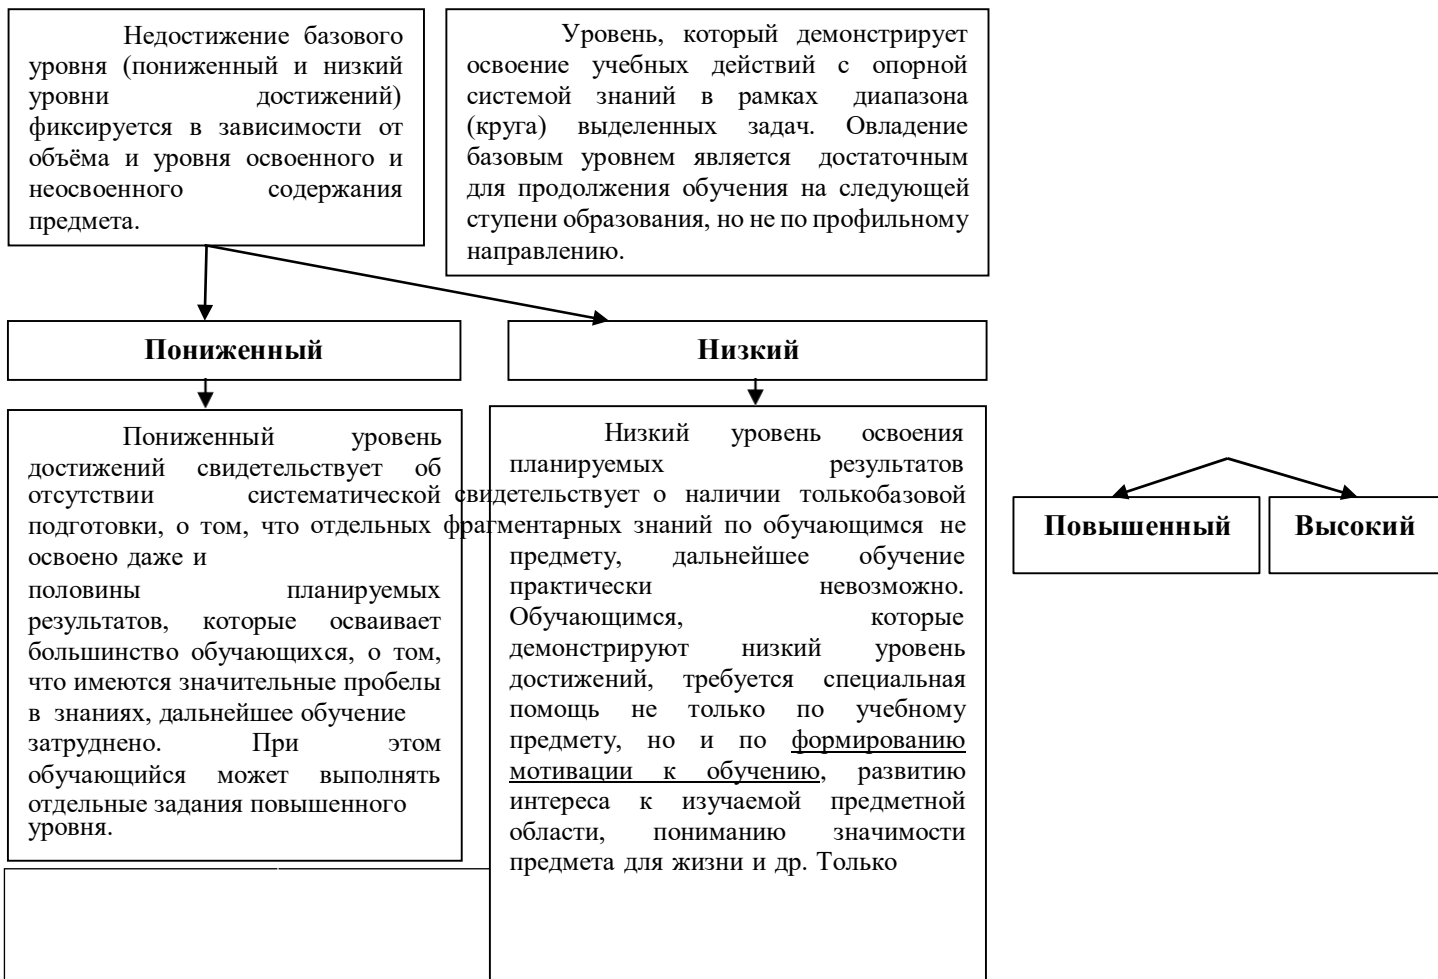 Недостижение базового
уровня (пониженный и низкий
уровни достижений)
фиксируется в зависимости от
объёма и уровня освоенного и
неосвоенного содержания
предмета.
Уровень, который демонстрирует
освоение учебных действий с опорной
системой знаний в рамках диапазона
(круга) выделенных задач. Овладение
базовым уровнем является достаточным
для продолжения обучения на следующей
ступени образования, но не по профильному
направлению.
Пониженный
Низкий
Пониженный уровень
достижений свидетельствует об
отсутствии систематической свидетельствует о наличии толькобазовой
подготовки, о том, что отдельных фрагментарных знаний по обучающимся не
освоено даже и
половины планируемых
результатов, которые осваивает
большинство обучающихся, о том,
что имеются значительные пробелы
в знаниях, дальнейшее обучение
затруднено. При этом
обучающийся может выполнять
отдельные задания повышенного
уровня.
Низкий уровень освоения
планируемых результатов
предмету, дальнейшее обучение
практически невозможно.
Обучающимся, которые
демонстрируют низкий уровень
достижений, требуется специальная
помощь не только по учебному
предмету, но и по формированию
мотивации к обучению, развитию
интереса к изучаемой предметной
области, пониманию значимости
предмета для жизни и др. Только
Повышенный
Высокий